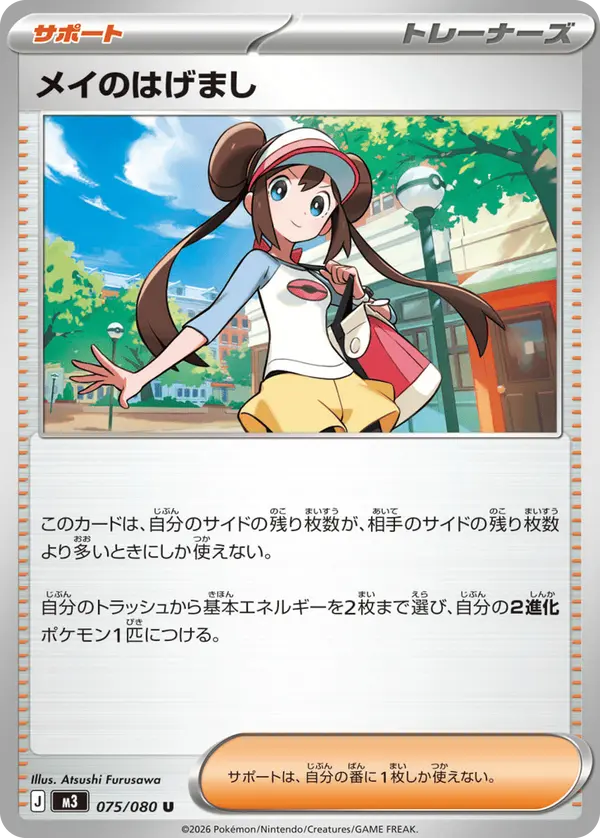 サポート
トレーナーズ
メイのはげまし
このカードは、自分のサイドの残り枚数が、相手のサイドの残り枚数
より多いときにしか使えない。
自分のトラッシュから基本エネルギーを2枚まで選び、自分の2進化
ポケモン1匹につける。
Illus. Atsushi Furusawa
サポートは、自分の番に1枚しか使えない。
J M3 075/080 U
©2026 Pokémon/Nintendo/Creatures/GAME FREAK.